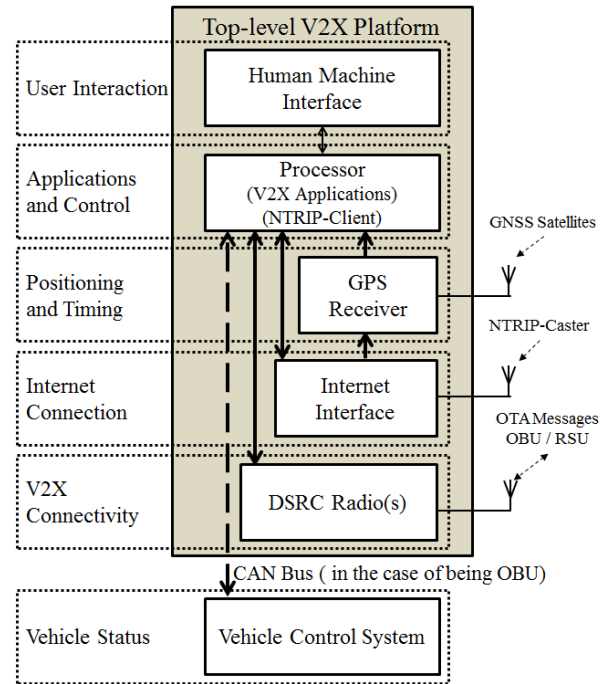 Top-level V2X Platform
User Interaction
Human Machine
Interface
Applications
and Control
Processor
(V2X Applications)
(NTRIP-Client)
Positioning
and Timing
GPS
Receiver
GNSS Satellites
Internet
Connection
Internet
Interface
NTRIP-Caster
V2X
Connectivity
DSRC Radio(s)
OTA Messages
OBU / RSU
CAN Bus ( in the case of being OBU)
Vehicle Status
Vehicle Control System